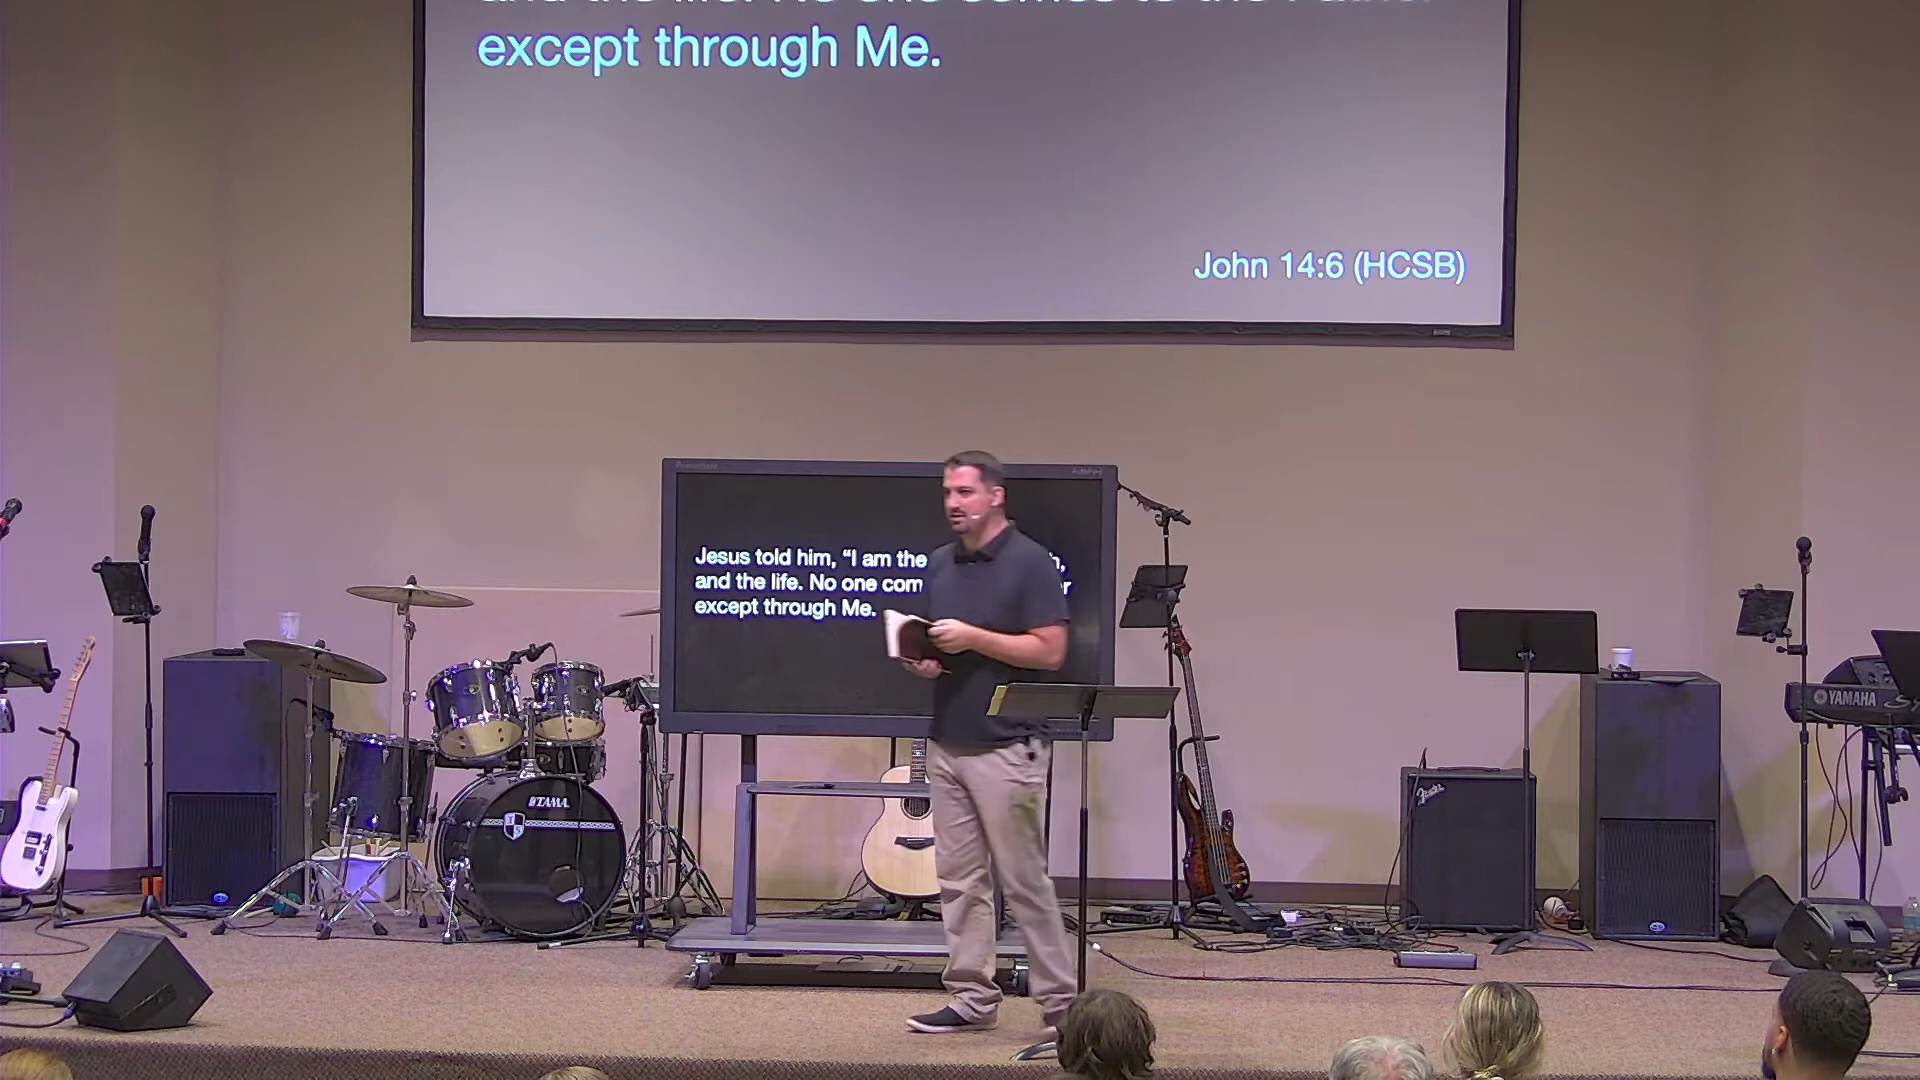 except through Me.
John 14:6 (HCSB)
Jesus told him, “I am the
and the life. No one com
except through Me.
TAMA
YAMAHA
Fender